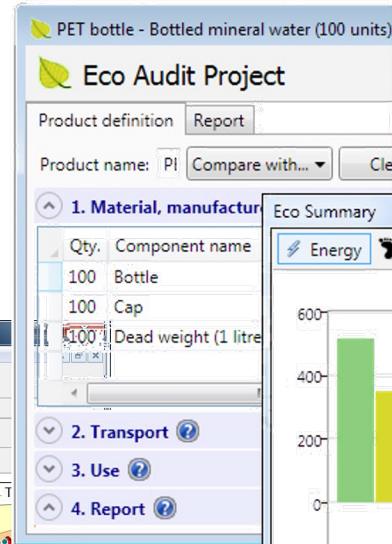 PET bottle - Bottled mineral water (100 units)
Eco Audit Project
Product definition Report
Product name: Compare with...
1. Material, manufacture
Qty. Component name
100 Bottle
100 Cap
100 Dead weight (1 litre
2. Transport
3. Use
4. Report
Eco Summary
Energy
600
400
200
0